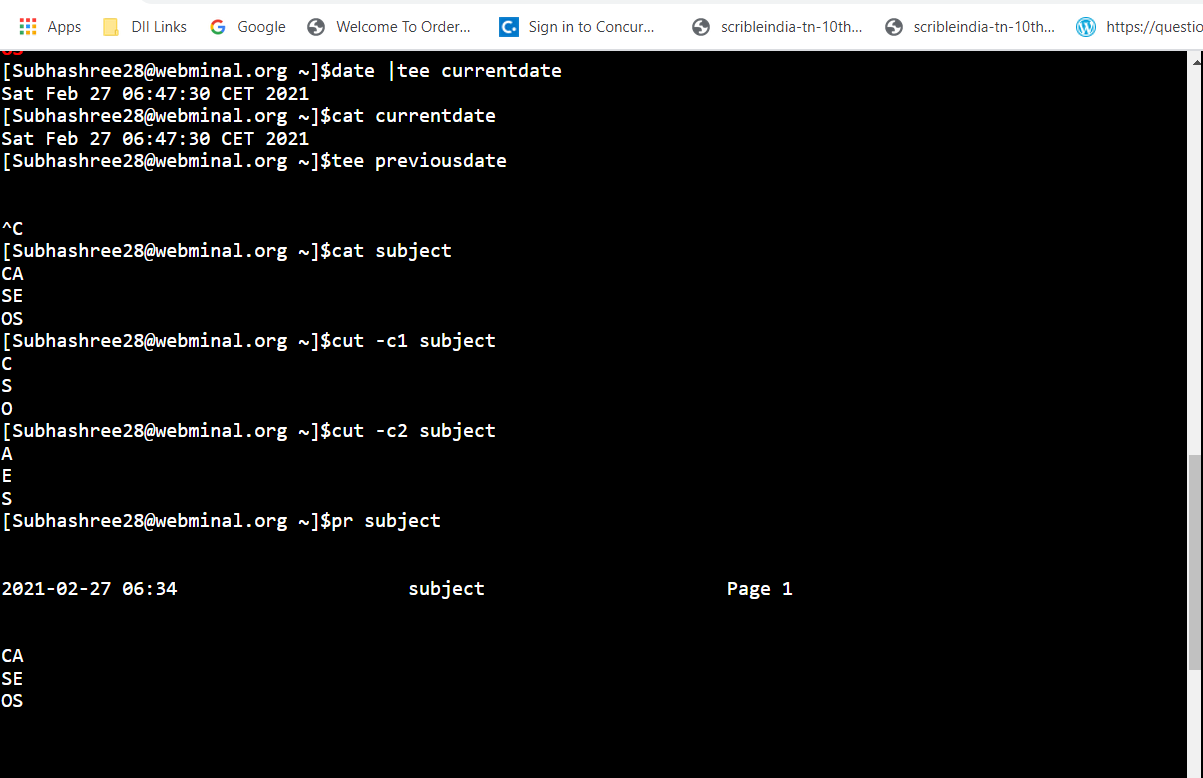 Apps Dll Links Google Welcome To Order... Sign in to Concur... scribleindia-tn-10th... scribleindia-tn-10th... https://questio
OS
[Subhashree28@webminal.org ~]$date |tee currentdate
Sat Feb 27 06:47:30 CET 2021
[Subhashree28@webminal.org ~]$cat currentdate
Sat Feb 27 06:47:30 CET 2021
[Subhashree28@webminal.org ~]$tee previousdate
^C
[Subhashree28@webminal.org ~]$cat subject
CA
SE
OS
[Subhashree28@webminal.org ~]$cut -c1 subject
C
S
O
[Subhashree28@webminal.org ~]$cut -c2 subject
A
E
S
[Subhashree28@webminal.org ~]$pr subject
2021-02-27 06:34 subject Page 1
CA
SE
OS